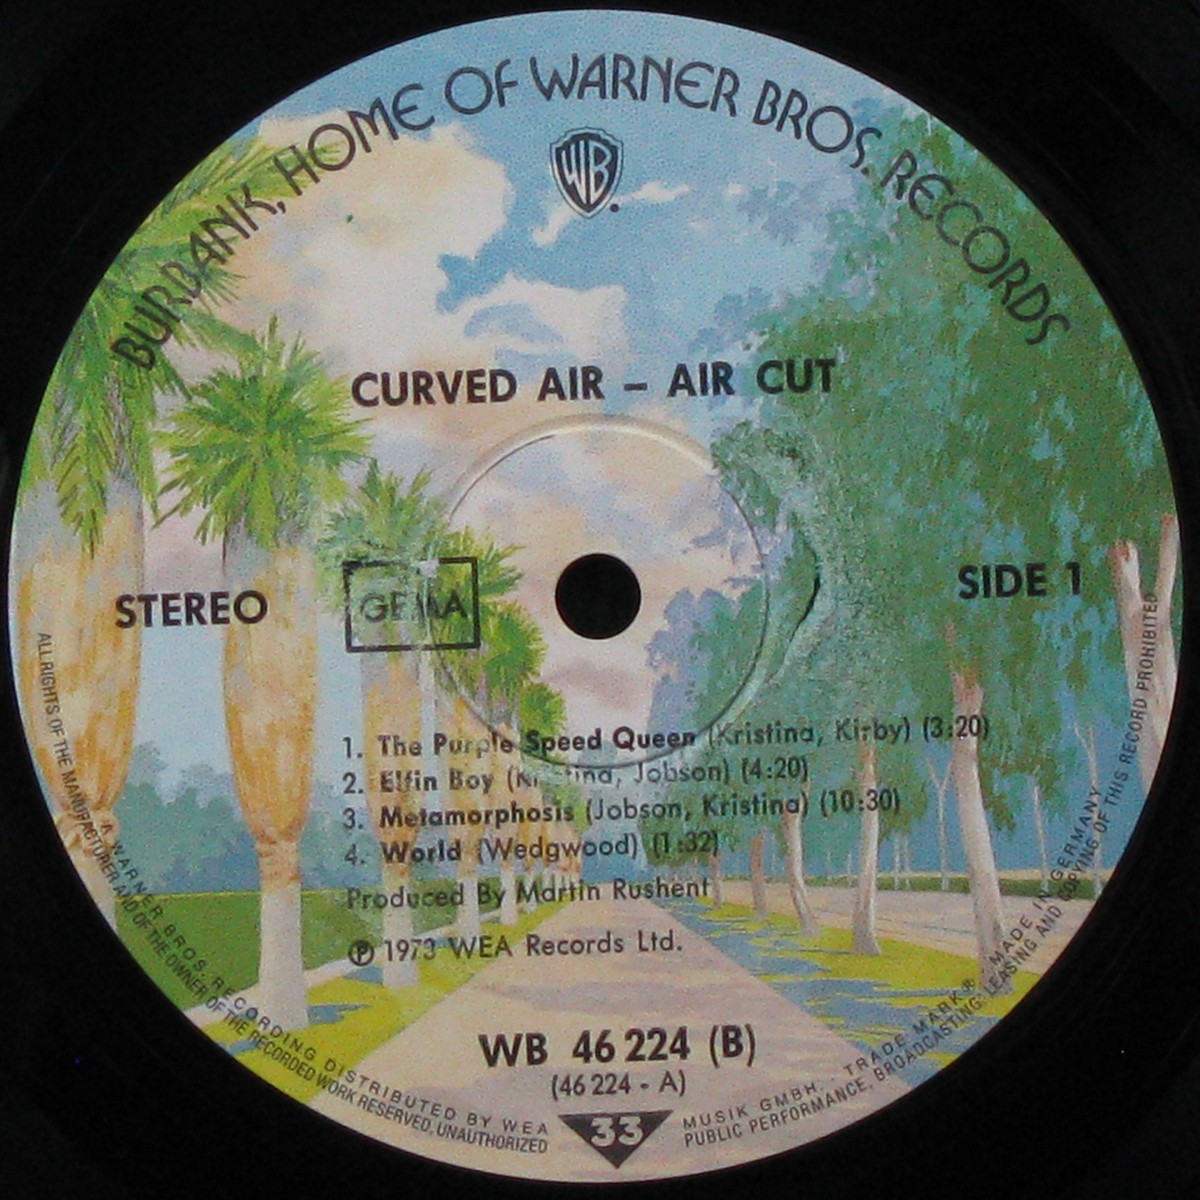 BURBANK, HOME OF WARNER BROS. RECORDS
WB
CURVED AIR – AIR CUT
STEREO
GEMA
SIDE 1
1. The Purple Speed Queen (Kristina, Kirby) (3:20)
2. Elfin Boy (Kristina, Jobson) (4:20)
3. Metamorphosis (Jobson, Kristina) (10:30)
4. World (Wedgwood) (1:32)
Produced By Martin Rushent
℗ 1973 WEA Records Ltd.
WB 46 224 (B)
(46 224 - A)
33
A WARNER BROS. RECORDING DISTRIBUTED BY WEA MUSIK GMBH. · TRADE MARK® MADE IN GERMANY
ALL RIGHTS OF THE MANUFACTURER AND OF THE OWNER OF THE RECORDED WORK RESERVED. UNAUTHORIZED PUBLIC PERFORMANCE, BROADCASTING, LEASING AND COPYING OF THIS RECORD PROHIBITED